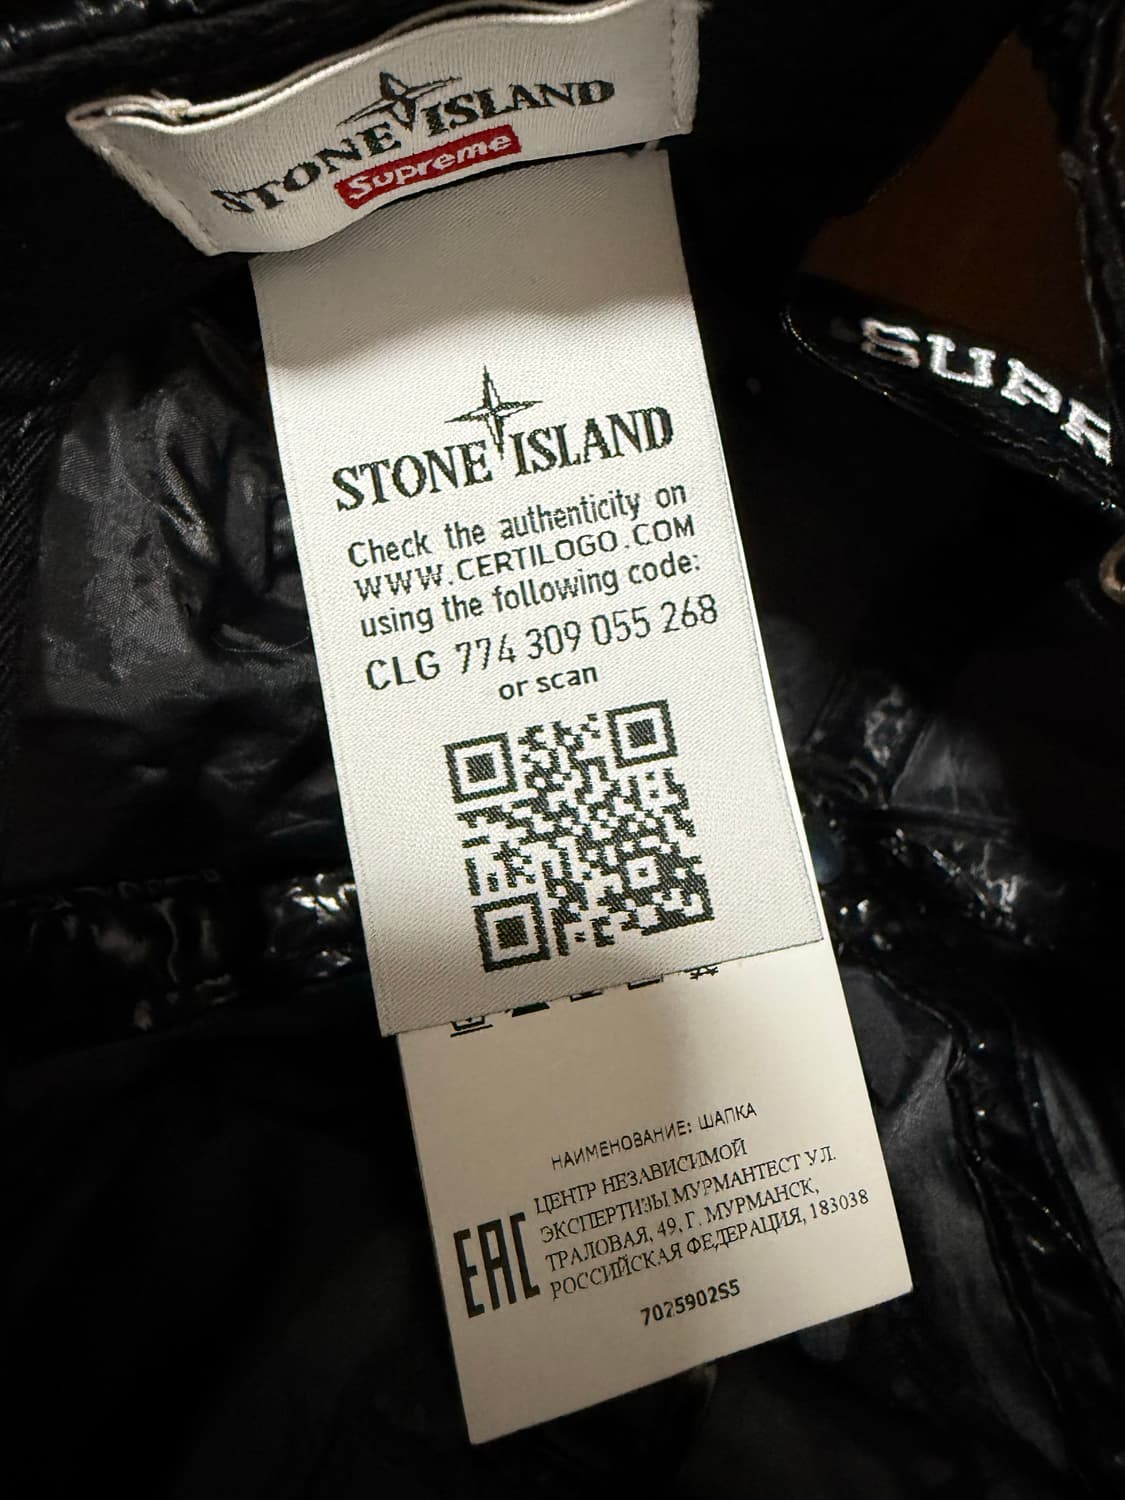 STONE ISLAND
Supreme
SUPR
STONE ISLAND
Check the authenticity on
WWW.CERTILOGO.COM
using the following code:
CLG 774 309 055 268
or scan
НАИМЕНОВАНИЕ: ШАПКА
ЦЕНТР НЕЗАВИСИМОЙ
ЭКСПЕРТИЗЫ МУРМАНТЕСТ УЛ.
ТРАЛОВАЯ, 49, Г. МУРМАНСК,
РОССИЙСКАЯ ФЕДЕРАЦИЯ, 183038
EAC
7025902S5